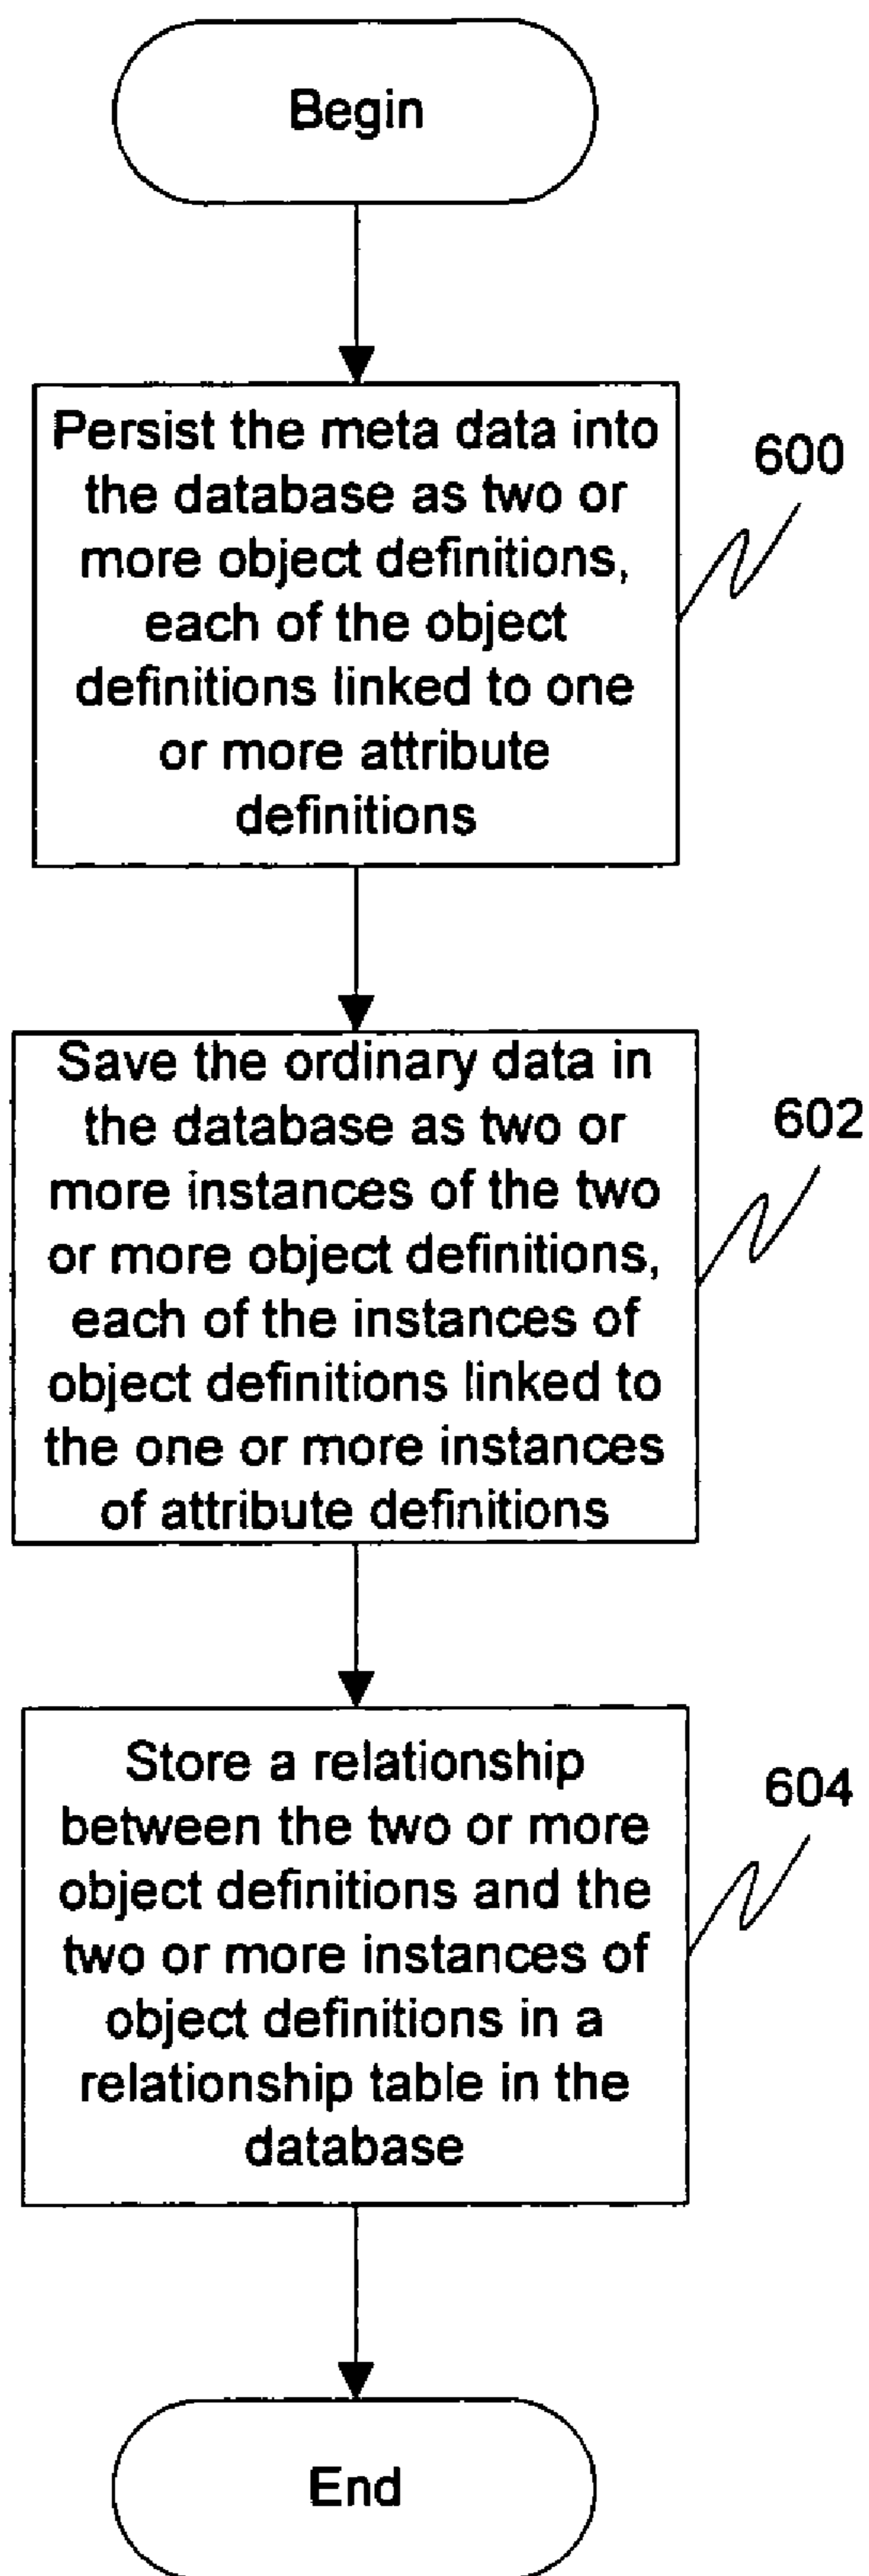 Begin
Persist the meta data into
the database as two or
more object definitions,
each of the object
definitions linked to one
or more attribute
definitions
600
Save the ordinary data in
the database as two or
more instances of the two
or more object definitions,
each of the instances of
object definitions linked to
the one or more instances
of attribute definitions
602
Store a relationship
between the two or more
object definitions and the
two or more instances of
object definitions in a
relationship table in the
database
604
End